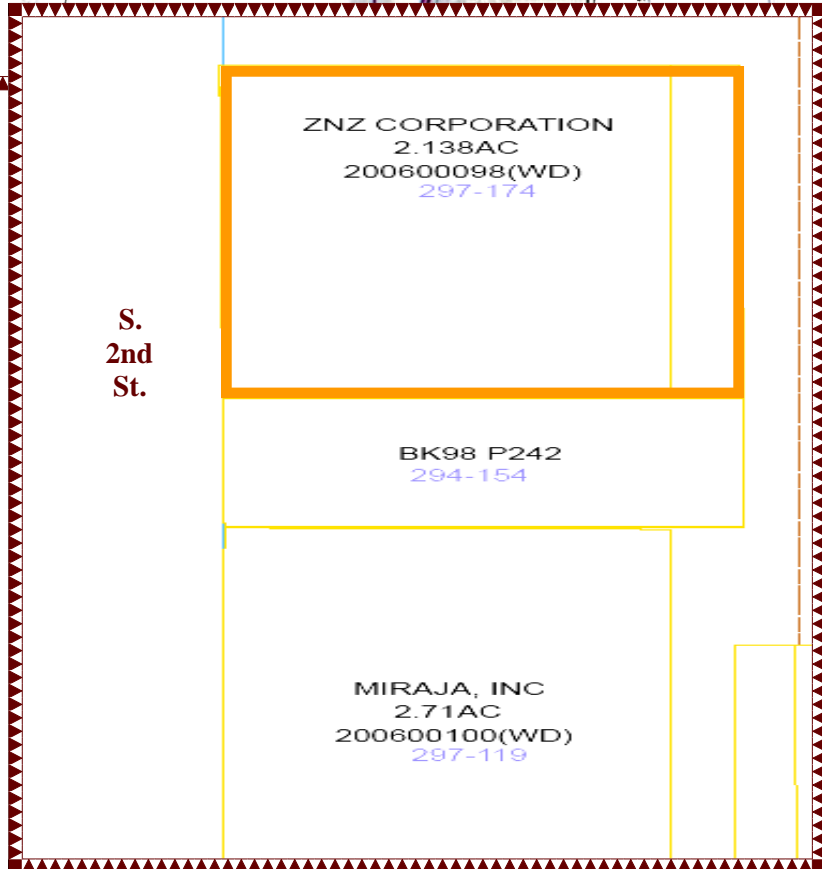 ZNZ CORPORATION
2.138AC
200600098(WD)
297-174
S.
2nd
St.
BK98 P242
294-154
MIRAJA, INC
2.71AC
200600100(WD)
297-119